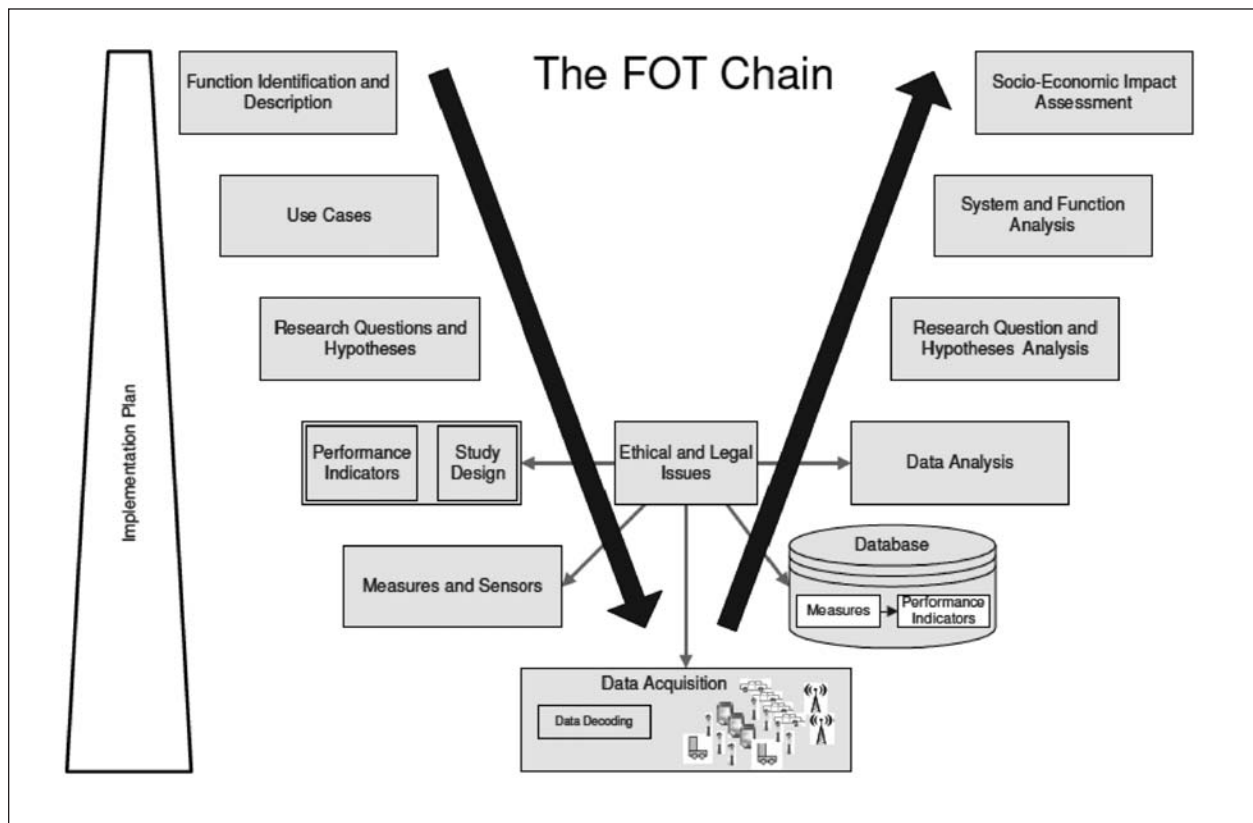 The FOT Chain
Function Identification and
Description
Socio-Economic Impact
Assessment
Use Cases
System and Function
Analysis
Research Questions and
Hypotheses
Research Question and
Hypotheses Analysis
Implementation Plan
Performance
Indicators
Study
Design
Ethical and Legal
Issues
Data Analysis
Measures and Sensors
Database
Measures
Performance
Indicators
Data Acquisition
Data Decoding